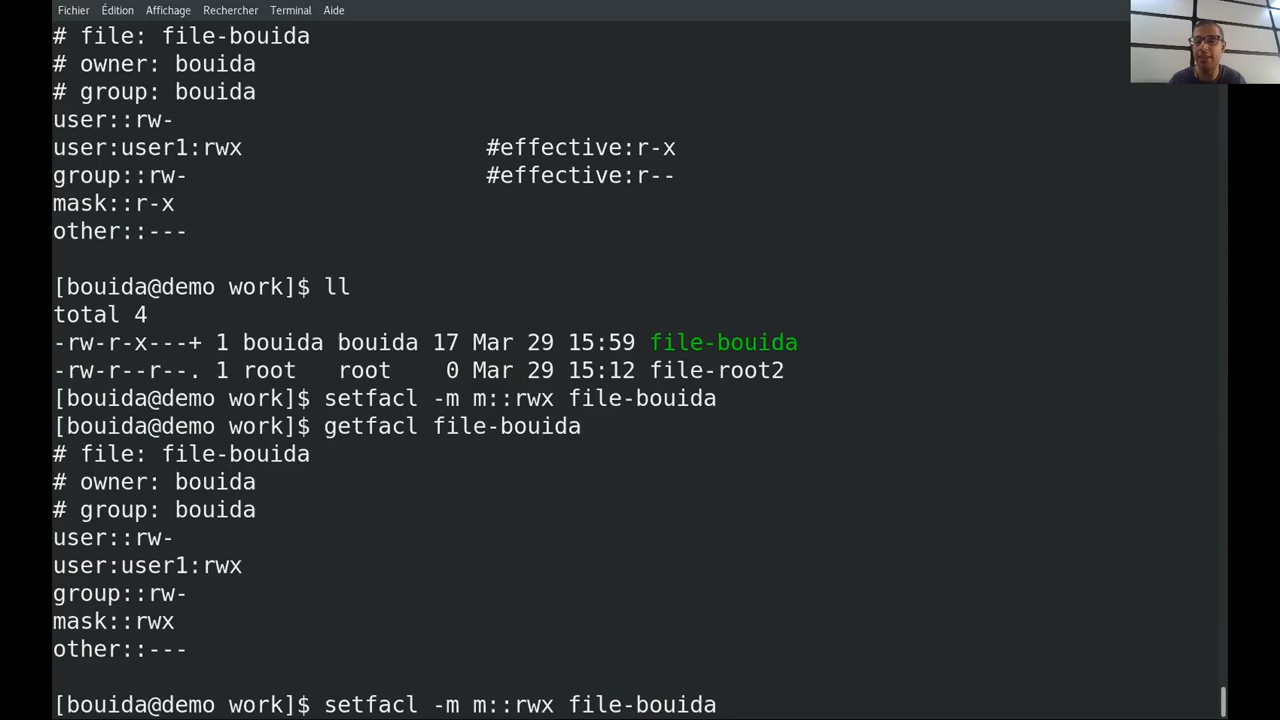 Fichier Édition Affichage Rechercher Terminal Aide
# file: file-bouida
# owner: bouida
# group: bouida
user::rw-
user:user1:rwx #effective:r-x
group::rw- #effective:r--
mask::r-x
other::---
[bouida@demo work]$ ll
total 4
-rw-r-x---+ 1 bouida bouida 17 Mar 29 15:59 file-bouida
-rw-r--r--. 1 root root 0 Mar 29 15:12 file-root2
[bouida@demo work]$ setfacl -m m::rwx file-bouida
[bouida@demo work]$ getfacl file-bouida
# file: file-bouida
# owner: bouida
# group: bouida
user::rw-
user:user1:rwx
group::rw-
mask::rwx
other::---
[bouida@demo work]$ setfacl -m m::rwx file-bouida